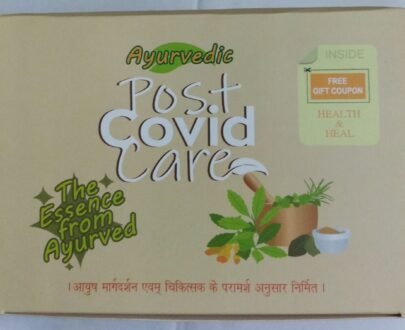 Ayurvedic
Post
Covid
Care
INSIDE
FREE
GIFT COUPON
HEALTH
&
HEAL
The
Essence
from
Ayurved
। आयुष मार्गदर्शन एवम् चिकित्सक के परामर्श अनुसार निर्मित ।